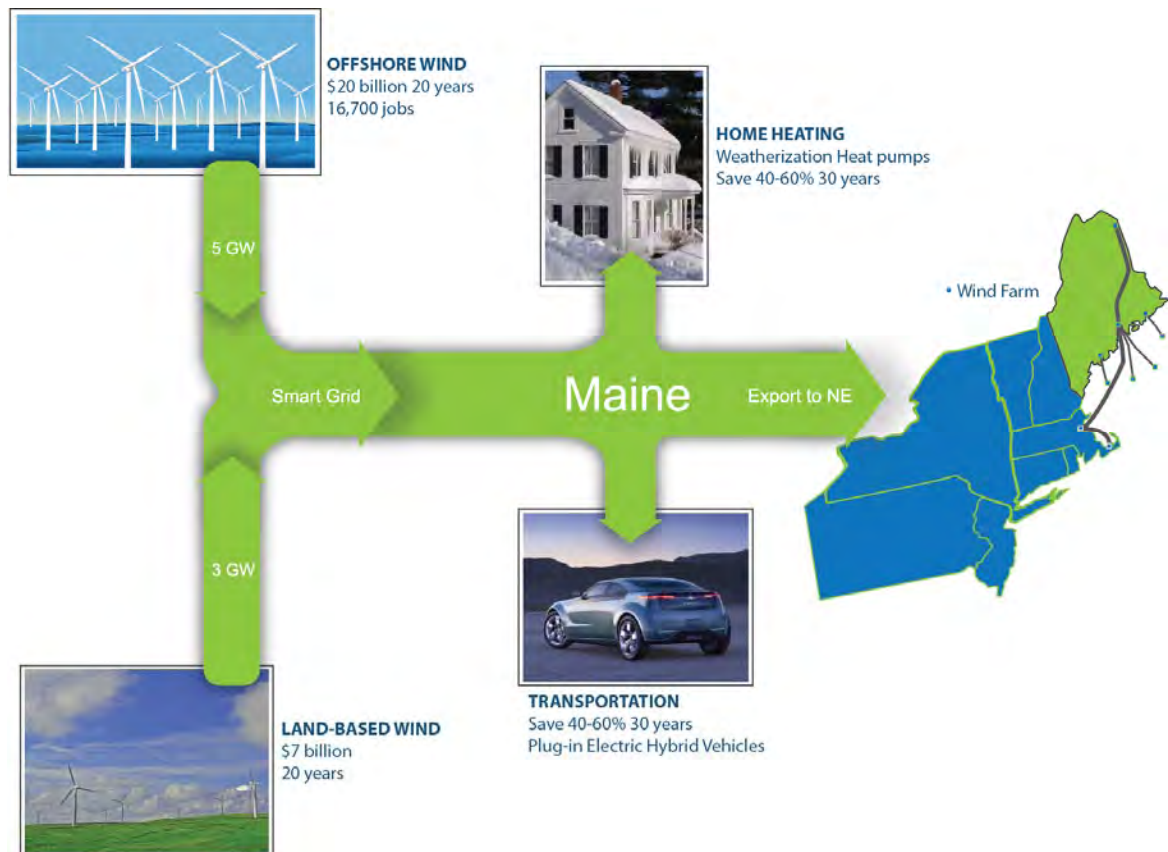 OFFSHORE WIND
$20 billion 20 years
16,700 jobs
HOME HEATING
Weatherization Heat pumps
Save 40-60% 30 years
5 GW
• Wind Farm
Smart Grid
Maine
Export to NE
3 GW
TRANSPORTATION
Save 40-60% 30 years
Plug-in Electric Hybrid Vehicles
LAND-BASED WIND
$7 billion
20 years